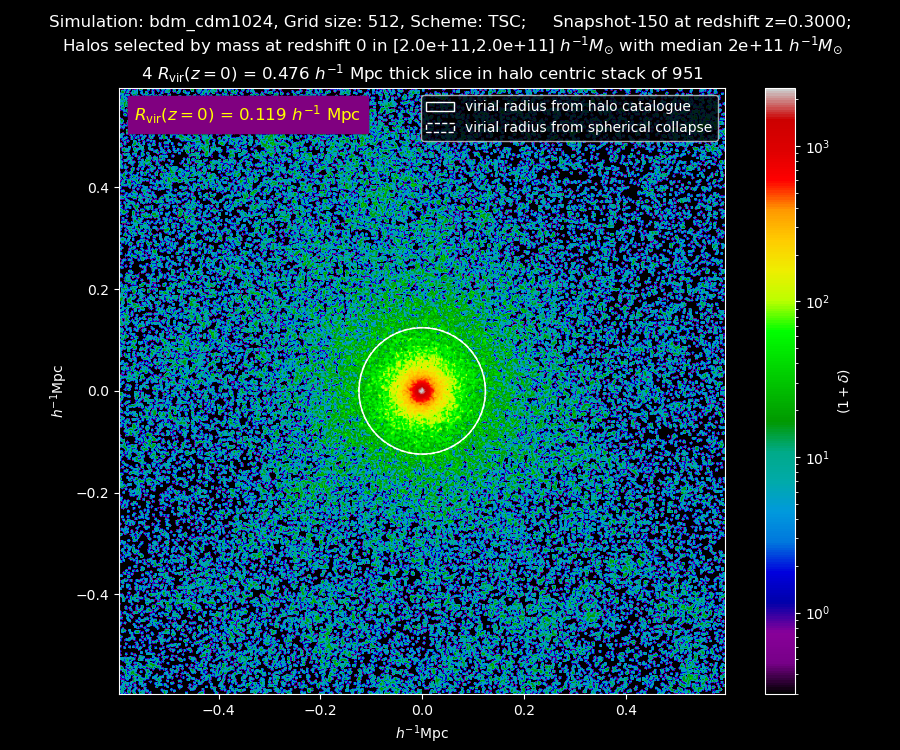 Simulation: bdm_cdm1024, Grid size: 512, Scheme: TSC;     Snapshot-150 at redshift z=0.3000;
Halos selected by mass at redshift 0 in [2.0e+11,2.0e+11] h⁻¹M⊙ with median 2e+11 h⁻¹M⊙
4 Rvir(z = 0) = 0.476 h⁻¹ Mpc thick slice in halo centric stack of 951
Rvir(z = 0) = 0.119 h⁻¹ Mpc
virial radius from halo catalogue
virial radius from spherical collapse
0.4
0.2
0.0
−0.2
−0.4
h⁻¹Mpc
−0.4 −0.2 0.0 0.2 0.4
h⁻¹Mpc
10³
10²
10¹
10⁰
(1 + δ)